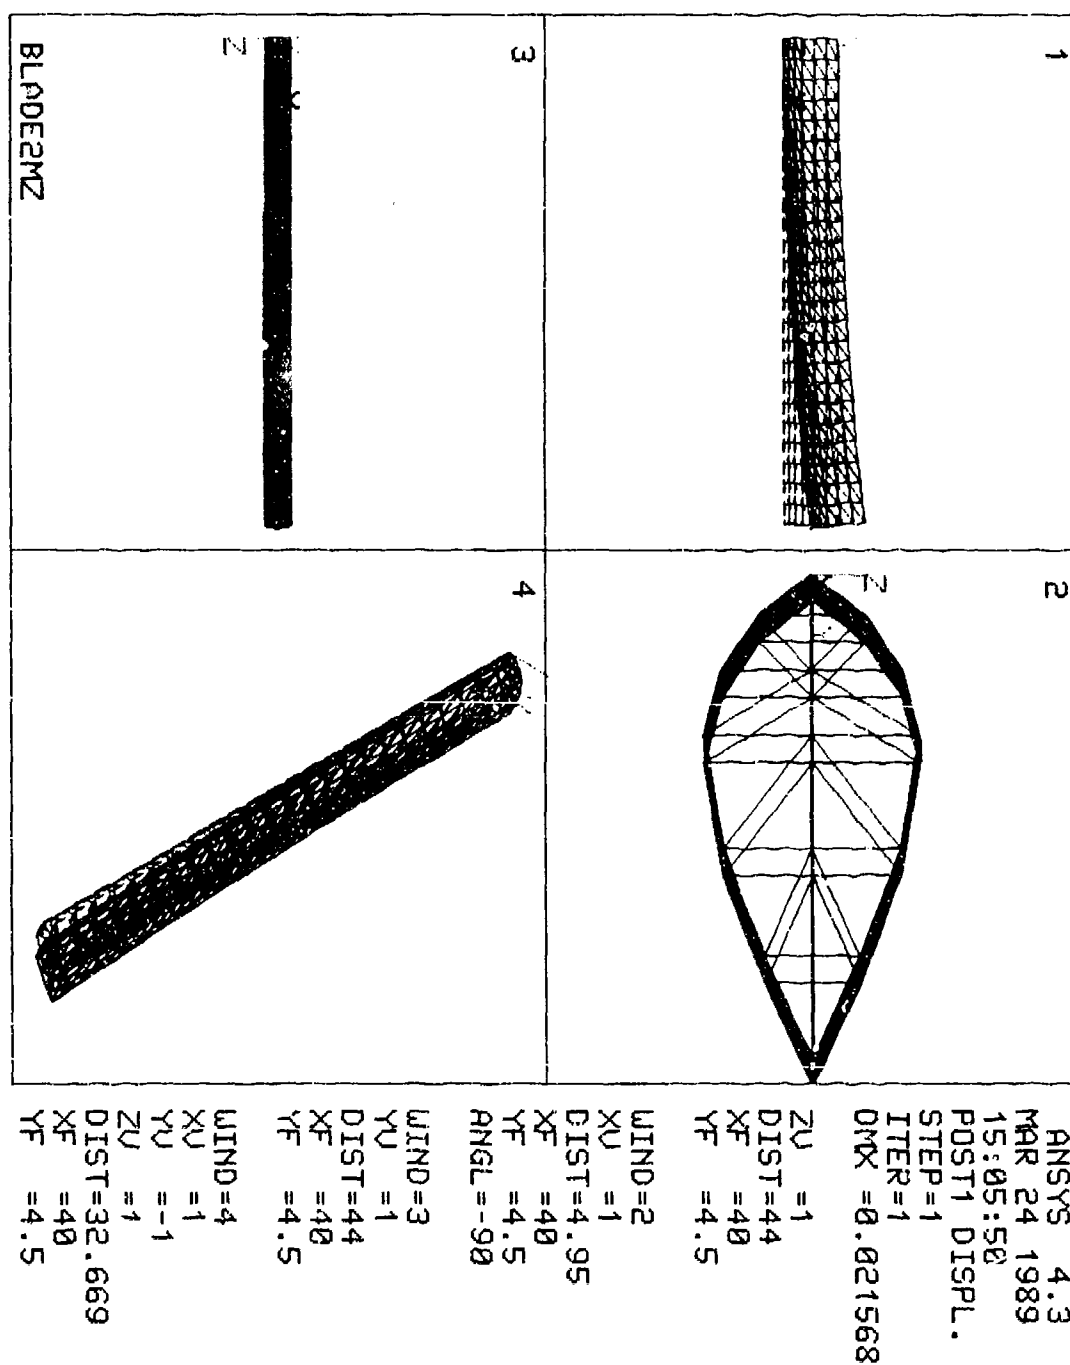 1
2
3
4
Z
Z
BLADE2MZ
ANSYS 4.3
MAR 24 1989
15:05:50
POST1 DISPL.
STEP=1
ITER=1
DMX =0.021568
ZV =1
DIST=44
XF =40
YF =4.5
WIND=2
XV =1
DIST=4.95
XF =40
YF =4.5
ANGL=-90
WIND=3
YV =1
DIST=44
XF =40
YF =4.5
WIND=4
XV =1
YV =-1
ZV =1
DIST=32.669
XF =40
YF =4.5